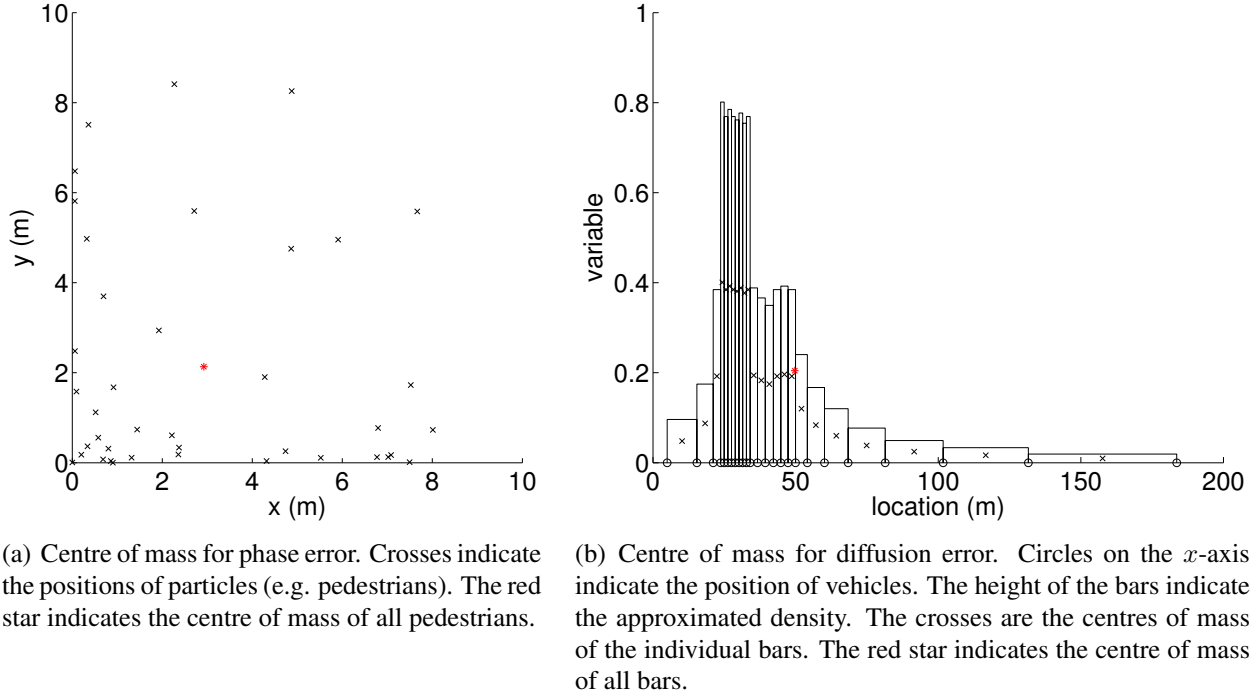 10
8
6
4
2
0
y (m)
0 2 4 6 8 10
x (m)
1
0.8
0.6
0.4
0.2
0
variable
0 50 100 150 200
location (m)
(a) Centre of mass for phase error. Crosses indicate
the positions of particles (e.g. pedestrians). The red
star indicates the centre of mass of all pedestrians.
(b) Centre of mass for diffusion error. Circles on the x-axis
indicate the position of vehicles. The height of the bars indicate
the approximated density. The crosses are the centres of mass
of the individual bars. The red star indicates the centre of mass
of all bars.